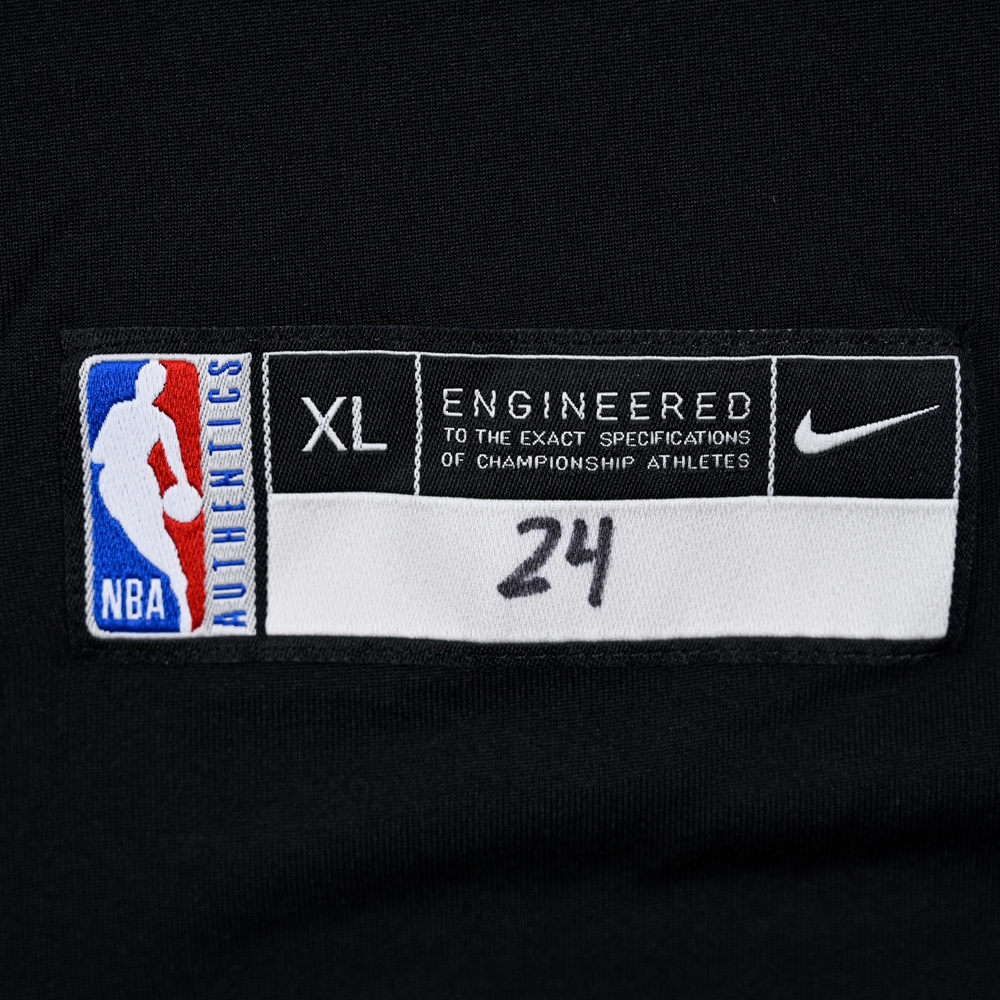 NBA
AUTHENTICS
XL
ENGINEERED
TO THE EXACT SPECIFICATIONS
OF CHAMPIONSHIP ATHLETES
24